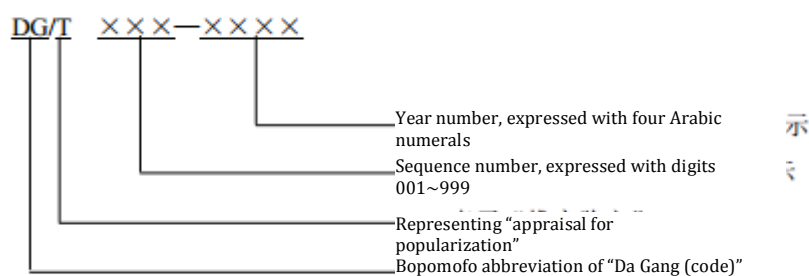 DG/T ×××—××××
Year number, expressed with four Arabic 示
numerals
Sequence number, expressed with digits
001~999
Representing “appraisal for
popularization”
Bopomofo abbreviation of “Da Gang (code)”